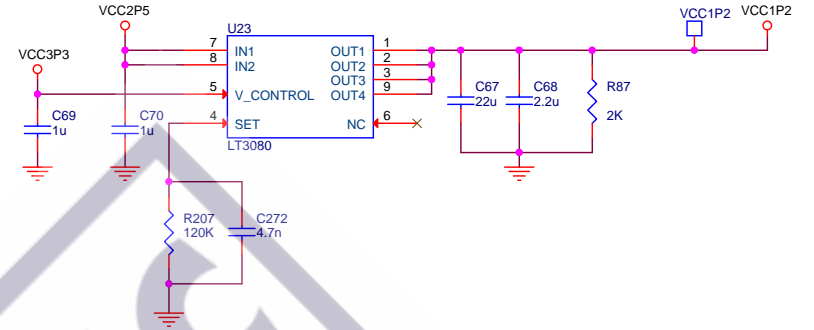 VCC2P5
VCC1P2
VCC1P2
VCC3P3
U23
7
IN1
OUT1
1
8
IN2
OUT2
2
OUT3
3
5
V_CONTROL
OUT4
9
4
SET
NC
6
LT3080
C69
1u
C70
1u
C67
22u
C68
2.2u
R87
2K
R207
120K
C272
4.7n